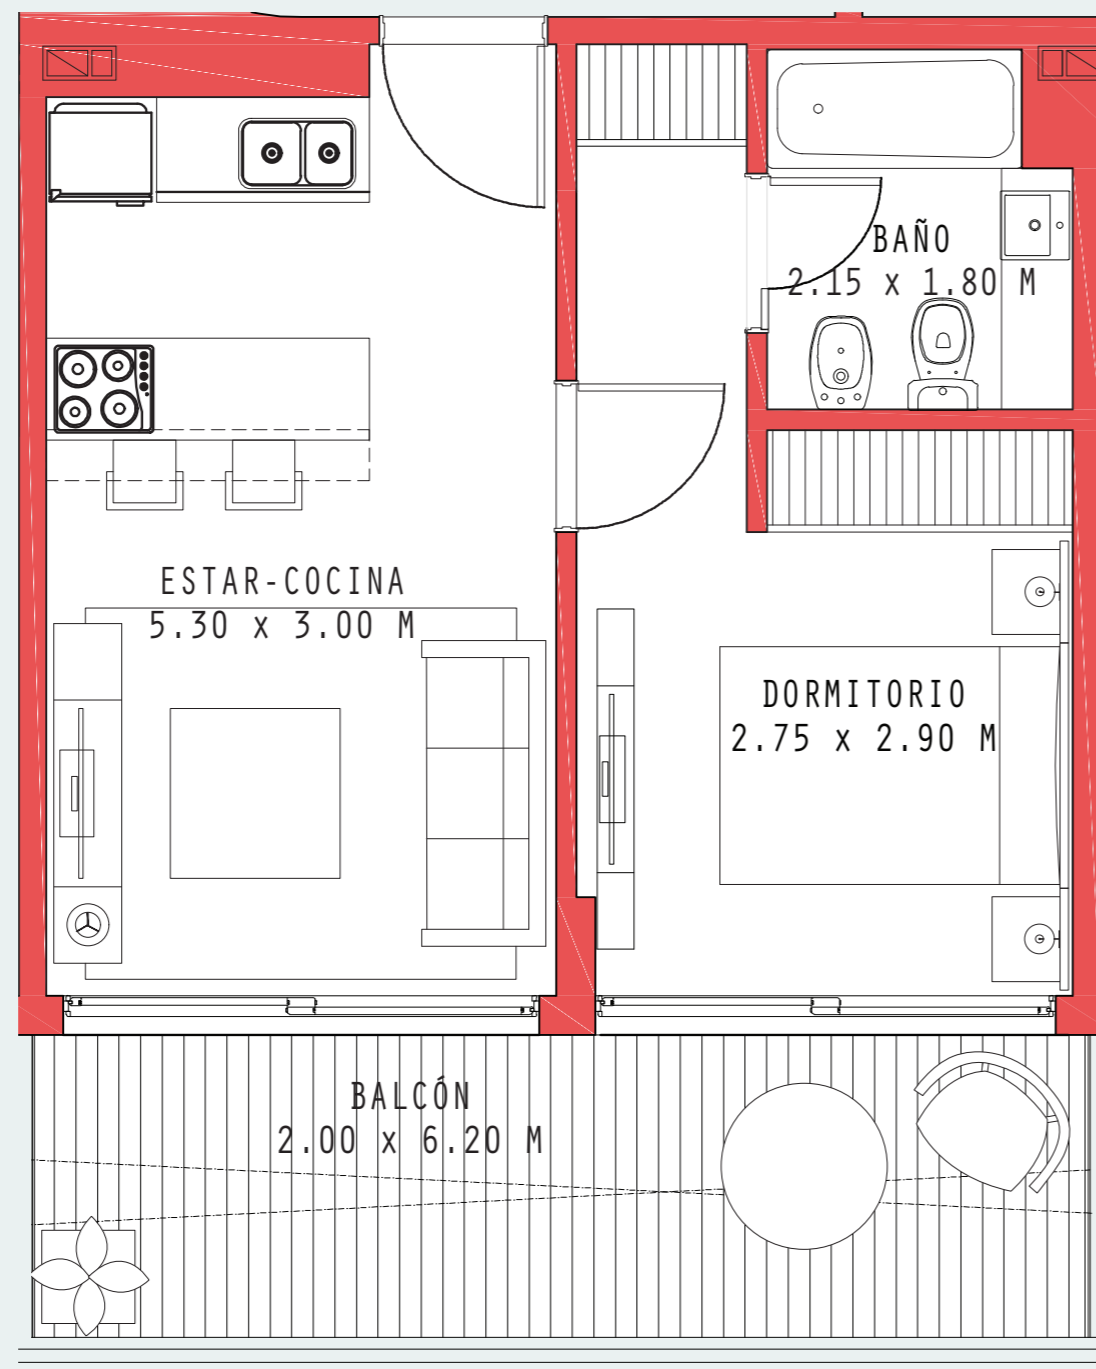 BAÑO
2.15 x 1.80 M
ESTAR-COCINA
5.30 x 3.00 M
DORMITORIO
2.75 x 2.90 M
BALCÓN
2.00 x 6.20 M